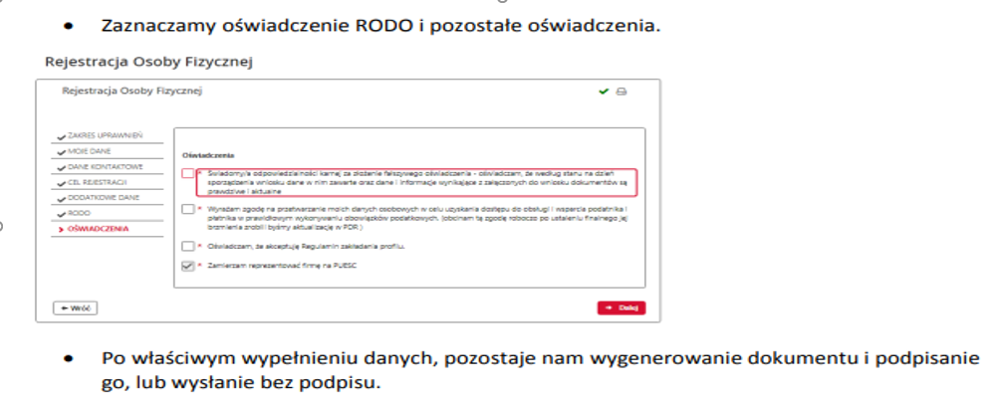 • Zaznaczamy oświadczenie RODO i pozostałe oświadczenia.
Rejestracja Osoby Fizycznej
Rejestracja Osoby Fizycznej
ZAKRES UPRAWNIEŃ
MOJE DANE
DANE KONTAKTOWE
CEL REJESTRACJI
DODATKOWE DANE
RODO
OŚWIADCZENIA
Oświadczenia
* Świadomy/a odpowiedzialności karnej za złożenie fałszywego oświadczenia - oświadczam, że według stanu na dzień
sporządzenia wniosku dane w nim zawarte oraz dane i informacje wynikające z załączonych do wniosku dokumentów są
prawdziwe i aktualne
* Wyrażam zgodę na przetwarzanie moich danych osobowych w celu uzyskania dostępu do obsługi i wsparcia podatnika i
płatnika w prawidłowym wykonywaniu obowiązków podatkowych. (obcinam tę zgodę roboczo po ustaleniu finalnego jej
brzmienia zrobili byśmy aktualizację w PDR )
* Oświadczam, że akceptuję Regulamin zakładania profilu.
* Zamierzam reprezentować firmę na PUESC
← Wróć
→ Dalej
• Po właściwym wypełnieniu danych, pozostaje nam wygenerowanie dokumentu i podpisanie
go, lub wysłanie bez podpisu.